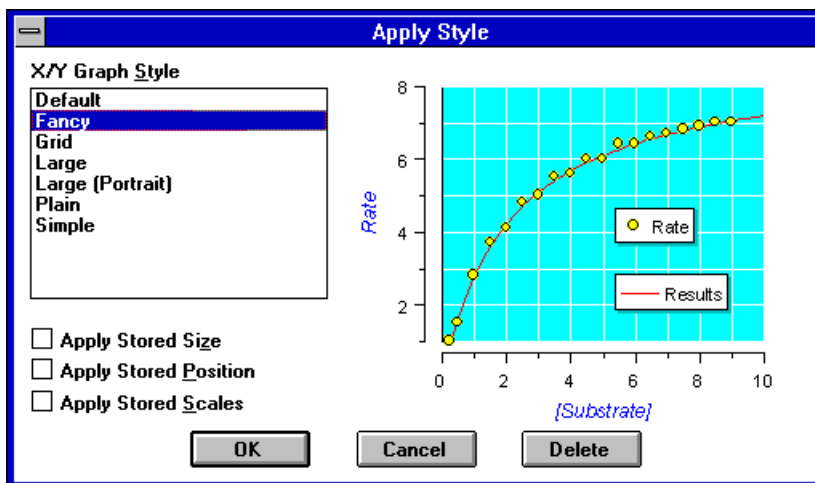 Apply Style
X/Y Graph Style
Default
Fancy
Grid
Large
Large (Portrait)
Plain
Simple
Apply Stored Size
Apply Stored Position
Apply Stored Scales
8
6
4
2
Rate
Rate
Results
0 2 4 6 8 10
[Substrate]
OK Cancel Delete